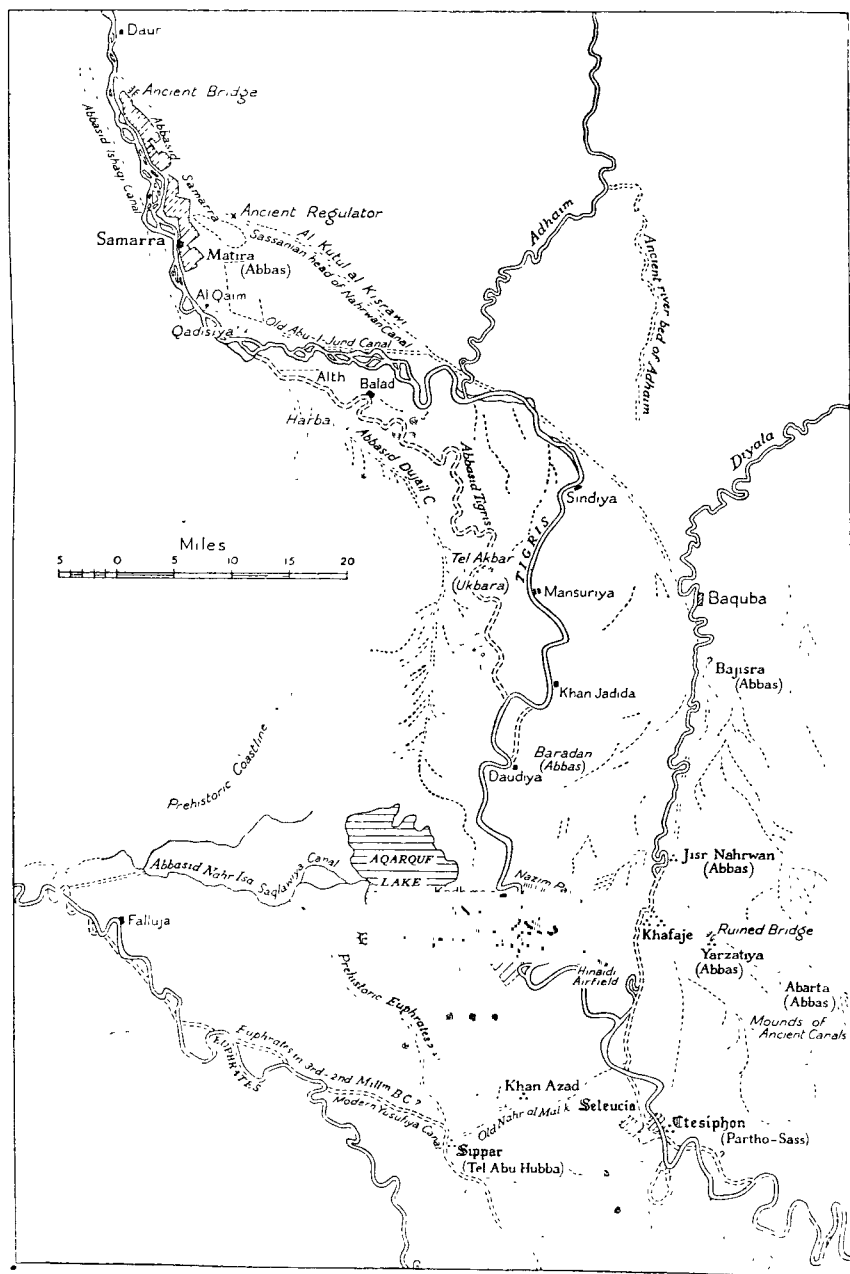 Daur
Ancient Bridge
Abbasid Ishaqi Canal
Abbasid Samarra
Ancient Regulator
Samarra
Matira
(Abbas)
Al Kutul al Kisrawi
Sassanian head of Nahrwan Canal
Adhaim
Ancient river bed of Adhaim
Al Qaim
Qadisiya
Old Abu-l-Jund Canal
Alth
Balad
Harba
Abbasid Dujail C
Abbasid Tigris
Diyala
Sindiya
TIGRIS
Miles
5 0 5 10 15 20
Tel Akbar
(Ukbara)
Mansuriya
Baquba
? Bajisra
(Abbas)
Khan Jadida
Baradan
(Abbas)
Daudiya
Prehistoric Coastline
AQARQUF
LAKE
Abbasid Nahr Isa Saqlawiya Canal
Jisr Nahrwan
(Abbas)
Nazim Pa
Falluja
Khafaje
Ruined Bridge
Yarzatiya
(Abbas)
Hinaidi
Airfield
Abarta
(Abbas)
Mounds of
Ancient Canals
Prehistoric Euphrates ?
Euphrates in 3rd-2nd Millm B.C ?
EUPHRATES
Modern Yusufiya Canal
Khan Azad
Old Nahr al Malik
Seleucia
Ctesiphon
(Partho-Sass)
Sippar
(Tel Abu Hubba)
?